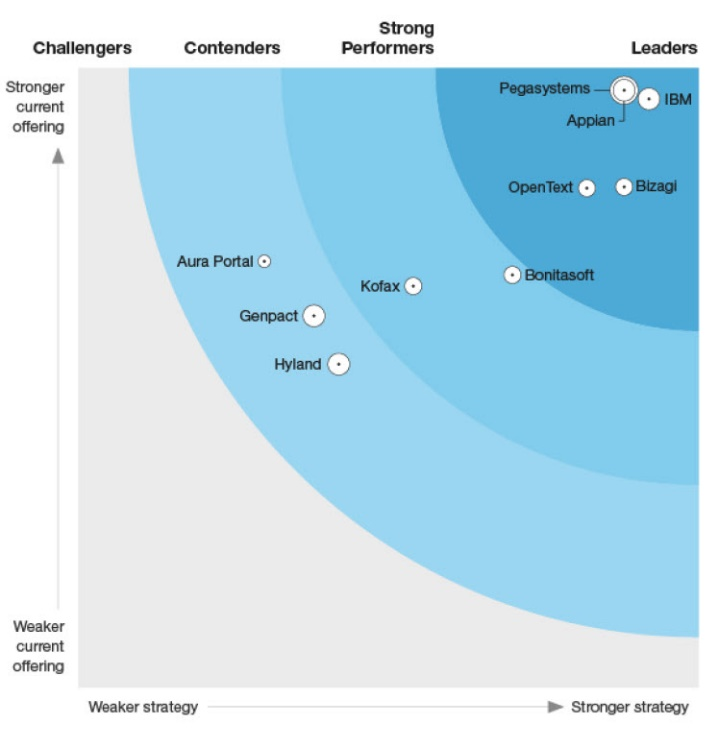 Strong
Challengers Contenders Performers Leaders
Stronger
current
offering
Pegasystems
IBM
Appian
OpenText
Bizagi
Aura Portal
Bonitasoft
Kofax
Genpact
Hyland
Weaker
current
offering
Weaker strategy
Stronger strategy